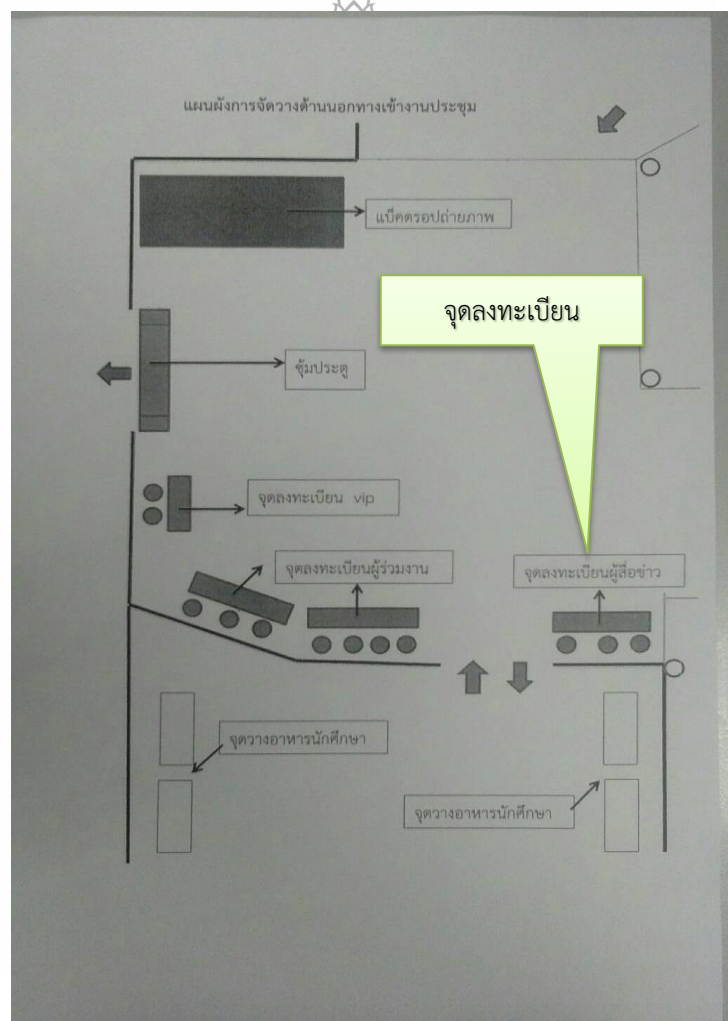 แผนผังการจัดวางด้านนอกทางเข้างานประชุม
แบ็คดรอปถ่ายภาพ
จุดลงทะเบียน
ซุ้มประตู
จุดลงทะเบียน vip
จุดลงทะเบียนผู้ร่วมงาน
จุดลงทะเบียนผู้สื่อข่าว
จุดวางอาหารนักศึกษา
จุดวางอาหารนักศึกษา